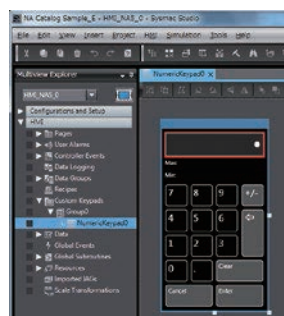 NA Catalog Sample_E - HMI_NA5_0 - Sysmac Studio
File Edit View Insert Project HMI Simulation Tools Help
Multiview Explorer
NumericKeypad0 x
HMI_NA5_0
Configurations and Setup
HMI
Pages
User Alarms
Controller Events
Data Logging
Data Groups
Recipes
Custom Keypads
Group0
NumericKeypad0
Global Events
Global Subroutines
Resources
Imported IAGs
Scale Transformations
Max:
Min:
7 8 9 +/-
4 5 6
1 2 3
0 . Clear
Cancel Enter